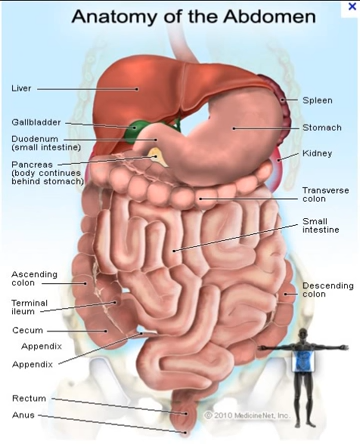 Anatomy of the Abdomen
Liver
Gallbladder
Duodenum
(small intestine)
Pancreas
(body continues
behind stomach)
Spleen
Stomach
Kidney
Transverse
colon
Small
intestine
Ascending
colon
Terminal
ileum
Cecum
Appendix
Appendix
Descending
colon
Rectum
Anus
© 2010 MedicineNet, Inc.